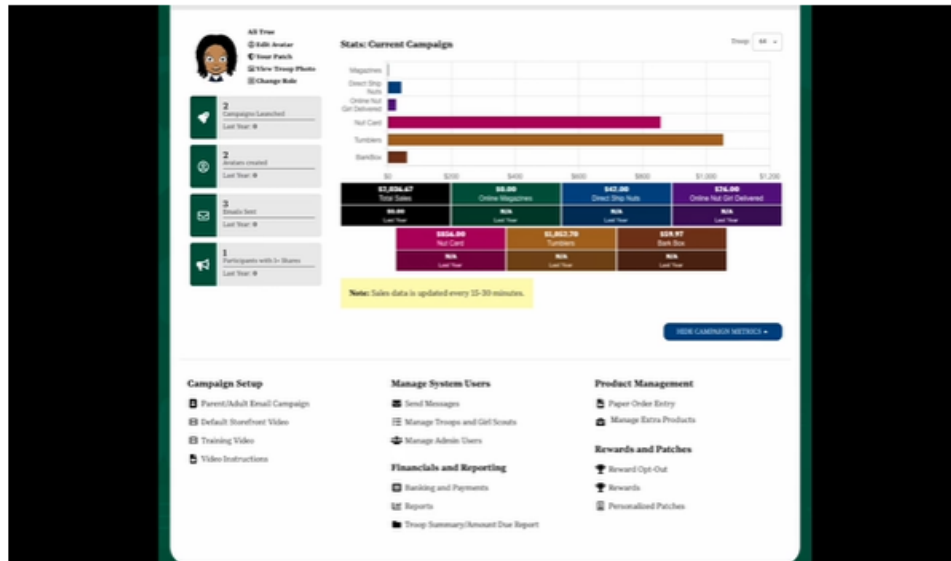 Ali True
Edit Avatar
Your Patch
View Troop Photo
Change Role
2
Campaigns Launched
Last Year: 0
2
Avatars created
Last Year: 0
3
Emails Sent
Last Year: 0
1
Participants with 1+ Shares
Last Year: 0
Stats: Current Campaign
Troop:
Magazines
Direct Ship
Nuts
Online Nut
Girl Delivered
Nut Card
Tumblers
BarkBox
$0 $200 $400 $600 $800 $1,000 $1,200
Total Sales
$0.00
Last Year
$0.00
Online Magazines
N/A
Last Year
$42.00
Direct Ship Nuts
N/A
Last Year
$26.00
Online Nut Girl Delivered
N/A
Last Year
$856.00
Nut Card
N/A
Last Year
Tumblers
N/A
Last Year
$59.97
Bark Box
N/A
Last Year
Note: Sales data is updated every 15-30 minutes.
HIDE CAMPAIGN METRICS
Campaign Setup
Parent/Adult Email Campaign
Default Storefront Video
Training Video
Video Instructions
Manage System Users
Send Messages
Manage Troops and Girl Scouts
Manage Admin Users
Financials and Reporting
Banking and Payments
Reports
Troop Summary/Amount Due Report
Product Management
Paper Order Entry
Manage Extra Products
Rewards and Patches
Reward Opt-Out
Rewards
Personalized Patches